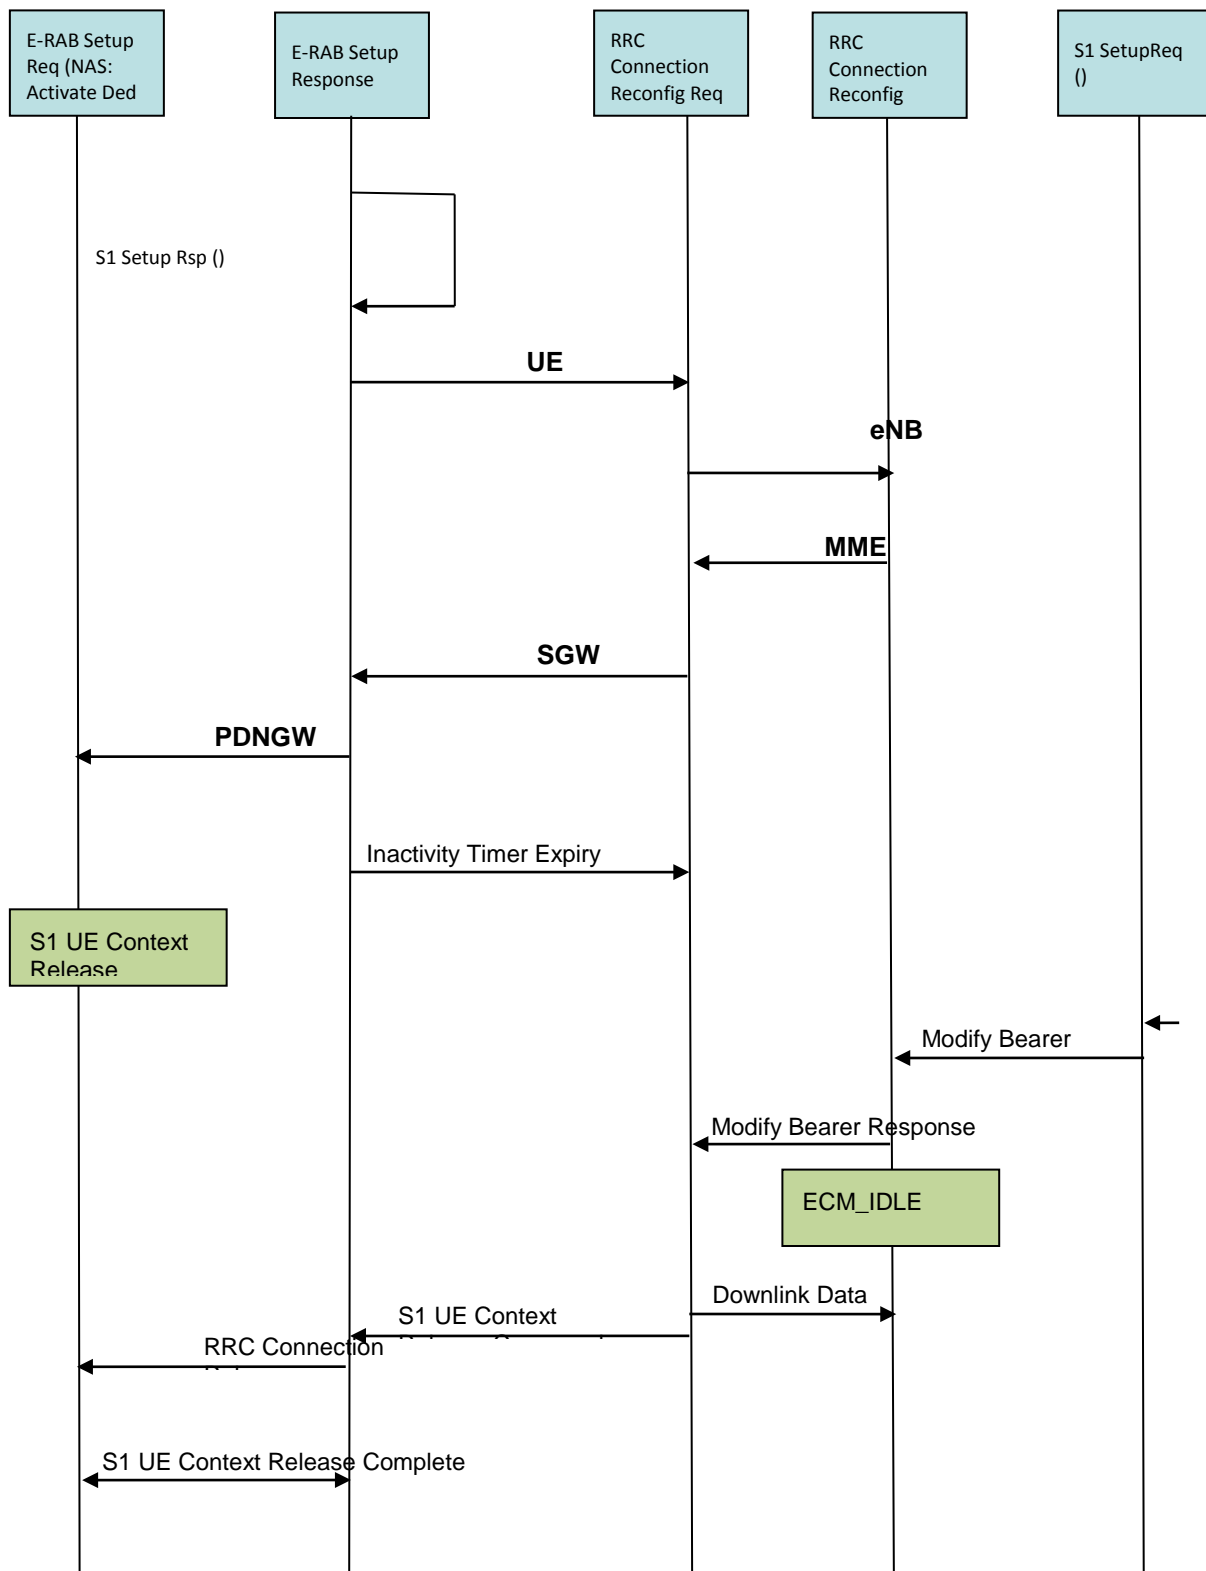 E-RAB Setup
Req (NAS:
Activate Ded
E-RAB Setup
Response
RRC
Connection
Reconfig Req
RRC
Connection
Reconfig
S1 SetupReq
()
S1 Setup Rsp ()
UE
eNB
MME
SGW
PDNGW
Inactivity Timer Expiry
S1 UE Context
Release
Modify Bearer
Modify Bearer Response
ECM_IDLE
Downlink Data
S1 UE Context
RRC Connection
S1 UE Context Release Complete